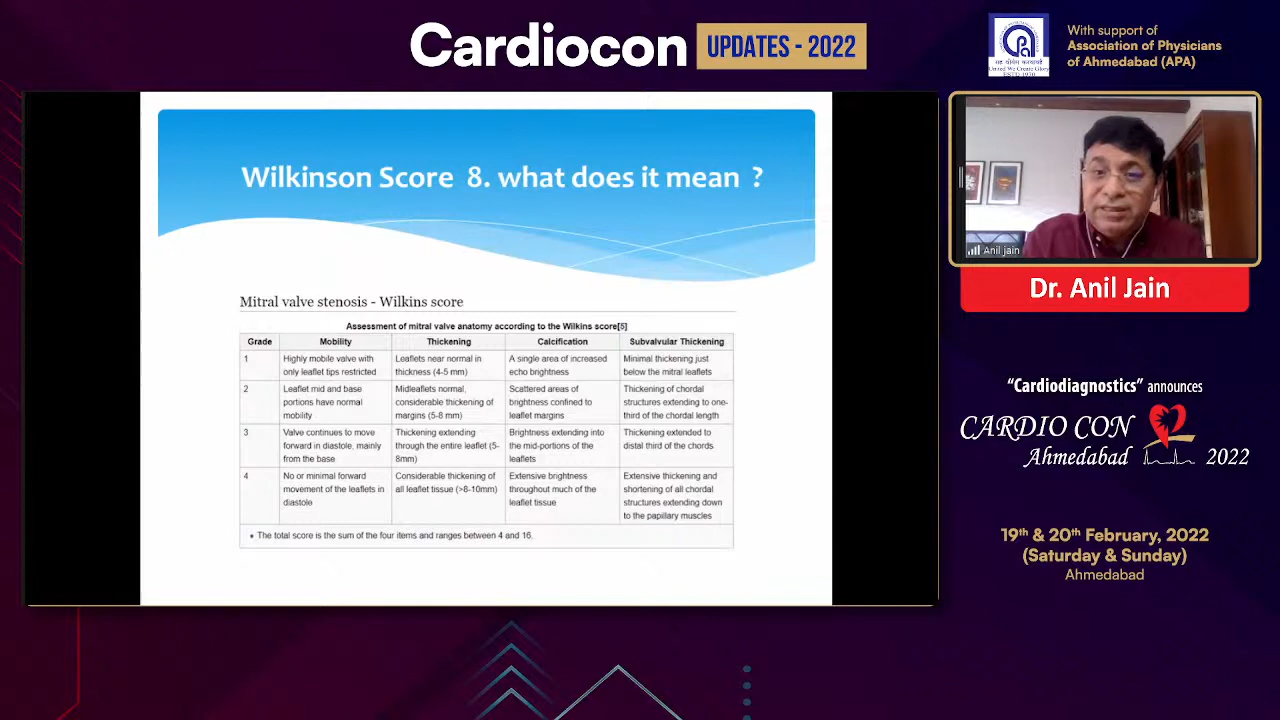 Cardiocon UPDATES - 2022
With support of
Association of Physicians
of Ahmedabad (APA)
United We Create Glory
ESTD 1970
Wilkinson Score 8. what does it mean ?
Mitral valve stenosis - Wilkins score
Assessment of mitral valve anatomy according to the Wilkins score[5]
Grade Mobility Thickening Calcification Subvalvular Thickening
1 Highly mobile valve with Leaflets near normal in A single area of increased Minimal thickening just
only leaflet tips restricted thickness (4-5 mm) echo brightness below the mitral leaflets
2 Leaflet mid and base Midleaflets normal, Scattered areas of Thickening of chordal
portions have normal considerable thickening of brightness confined to structures extending to one-
mobility margins (5-8 mm) leaflet margins third of the chordal length
3 Valve continues to move Thickening extending Brightness extending into Thickening extended to
forward in diastole, mainly through the entire leaflet (5- the mid-portions of the distal third of the chords
from the base 8mm) leaflets
4 No or minimal forward Considerable thickening of Extensive brightness Extensive thickening and
movement of the leaflets in all leaflet tissue (>8-10mm) throughout much of the shortening of all chordal
diastole leaflet tissue structures extending down
to the papillary muscles
• The total score is the sum of the four items and ranges between 4 and 16.
Anil jain
Dr. Anil Jain
“Cardiodiagnostics” announces
CARDIO CON
Ahmedabad 2022
19th & 20th February, 2022
(Saturday & Sunday)
Ahmedabad